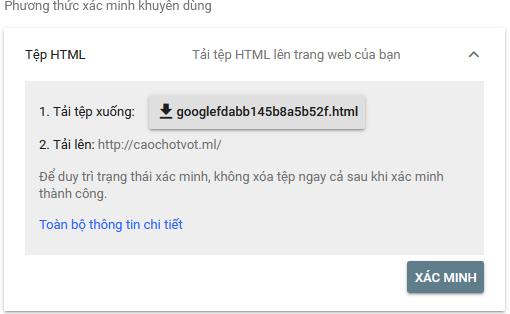 Phương thức xác minh khuyên dùng
Tệp HTML Tải tệp HTML lên trang web của bạn
1. Tải tệp xuống: googlefdabb145b8a5b52f.html
2. Tải lên: http://caochotvot.ml/
Để duy trì trạng thái xác minh, không xóa tệp ngay cả sau khi xác minh
thành công.
Toàn bộ thông tin chi tiết
XÁC MINH